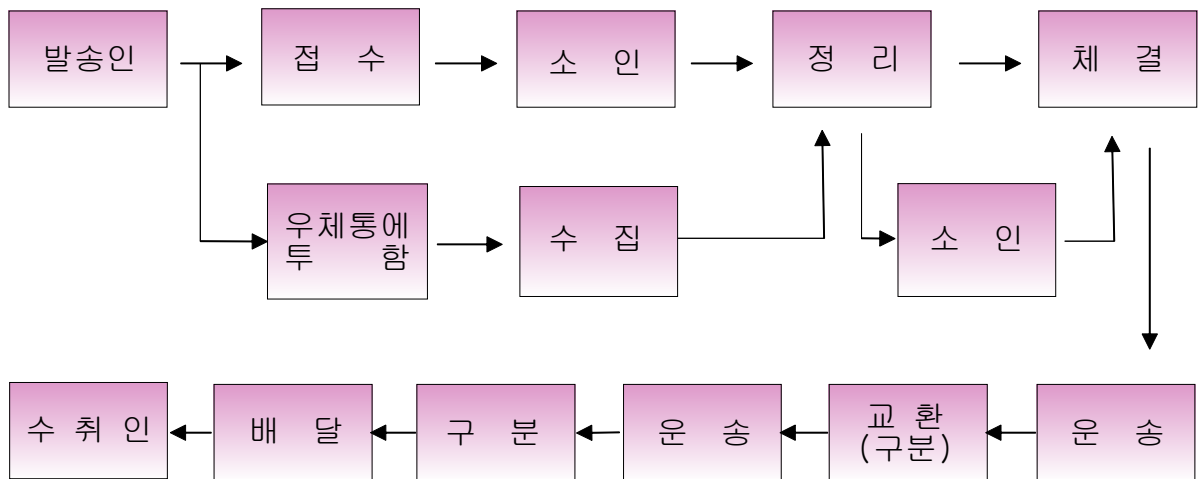 발송인
접 수
소 인
정 리
체 결
우체통에
투 함
수 집
소 인
수 취 인
배 달
구 분
운 송
교 환
(구분)
운 송